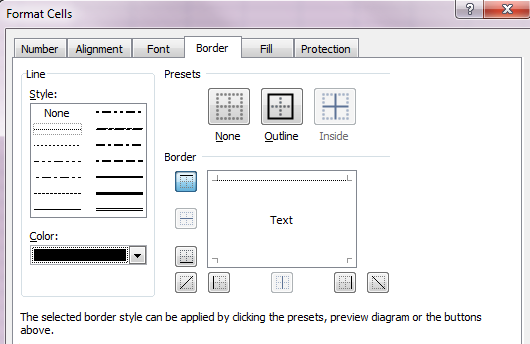 Format Cells
?
X
Number
Alignment
Font
Border
Fill
Protection
Line
Style:
None
Color:
Presets
None
Outline
Inside
Border
Text
The selected border style can be applied by clicking the presets, preview diagram or the buttons
above.